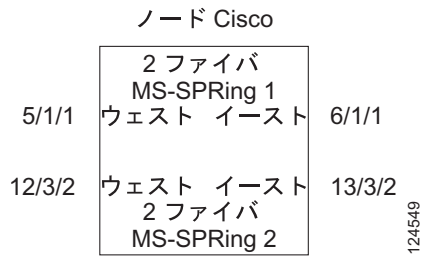 ノード Cisco
2 ファイバ
MS-SPRing 1
5/1/1 ウェスト イースト 6/1/1
12/3/2 ウェスト イースト 13/3/2
2 ファイバ
MS-SPRing 2
124549